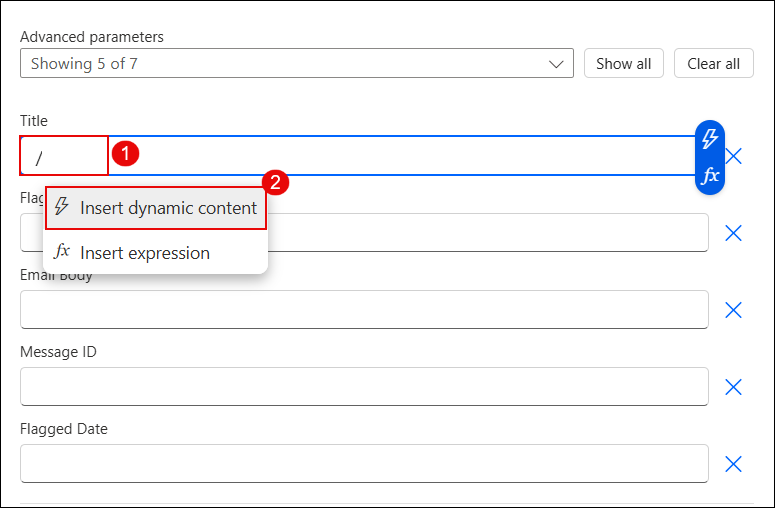 Advanced parameters
Showing 5 of 7
Show all
Clear all
Title
/
1
fx
2
Flag
Insert dynamic content
fx Insert expression
Email Body
Message ID
Flagged Date